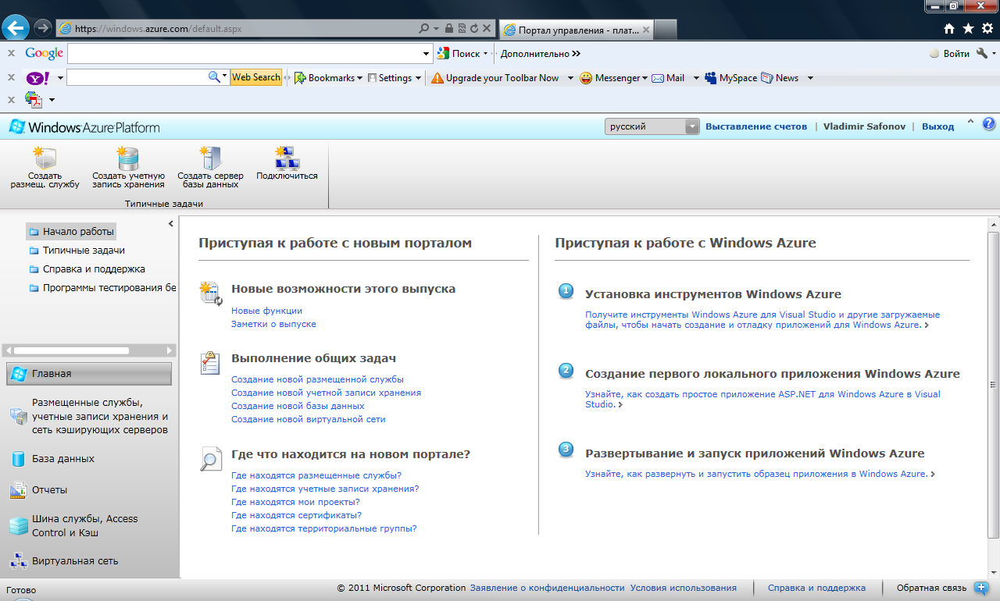 https://windows.azure.com/default.aspx
Портал управления - плат...
Google
Поиск
Дополнительно
Войти
Y!
Web Search
Bookmarks
Settings
Upgrade your Toolbar Now
Messenger
Mail
MySpace
News
Windows Azure Platform
русский
Выставление счетов
Vladimir Safonov
Выход
Создать
размещ. службу
Создать учетную
запись хранения
Создать сервер
базы данных
Подключиться
Типичные задачи
Начало работы
Типичные задачи
Справка и поддержка
Программы тестирования бе
Главная
Размещенные службы,
учетные записи хранения и
сеть кэширующих серверов
База данных
Отчеты
Шина службы, Access
Control и Кэш
Виртуальная сеть
Приступая к работе с новым порталом
Новые возможности этого выпуска
Новые функции
Заметки о выпуске
Выполнение общих задач
Создание новой размещенной службы
Создание новой учетной записи хранения
Создание новой базы данных
Создание новой виртуальной сети
Где что находится на новом портале?
Где находятся размещенные службы?
Где находятся учетные записи хранения?
Где находятся мои проекты?
Где находятся сертификаты?
Где находятся территориальные группы?
Приступая к работе с Windows Azure
1
Установка инструментов Windows Azure
Получите инструменты Windows Azure для Visual Studio и другие загружаемые
файлы, чтобы начать создание и отладку приложений для Windows Azure.
2
Создание первого локального приложения Windows Azure
Узнайте, как создать простое приложение ASP.NET для Windows Azure в Visual
Studio.
3
Развертывание и запуск приложений Windows Azure
Узнайте, как развернуть и запустить образец приложения в Windows Azure.
Готово
© 2011 Microsoft Corporation
Заявление о конфиденциальности
Условия использования
Справка и поддержка
Обратная связь